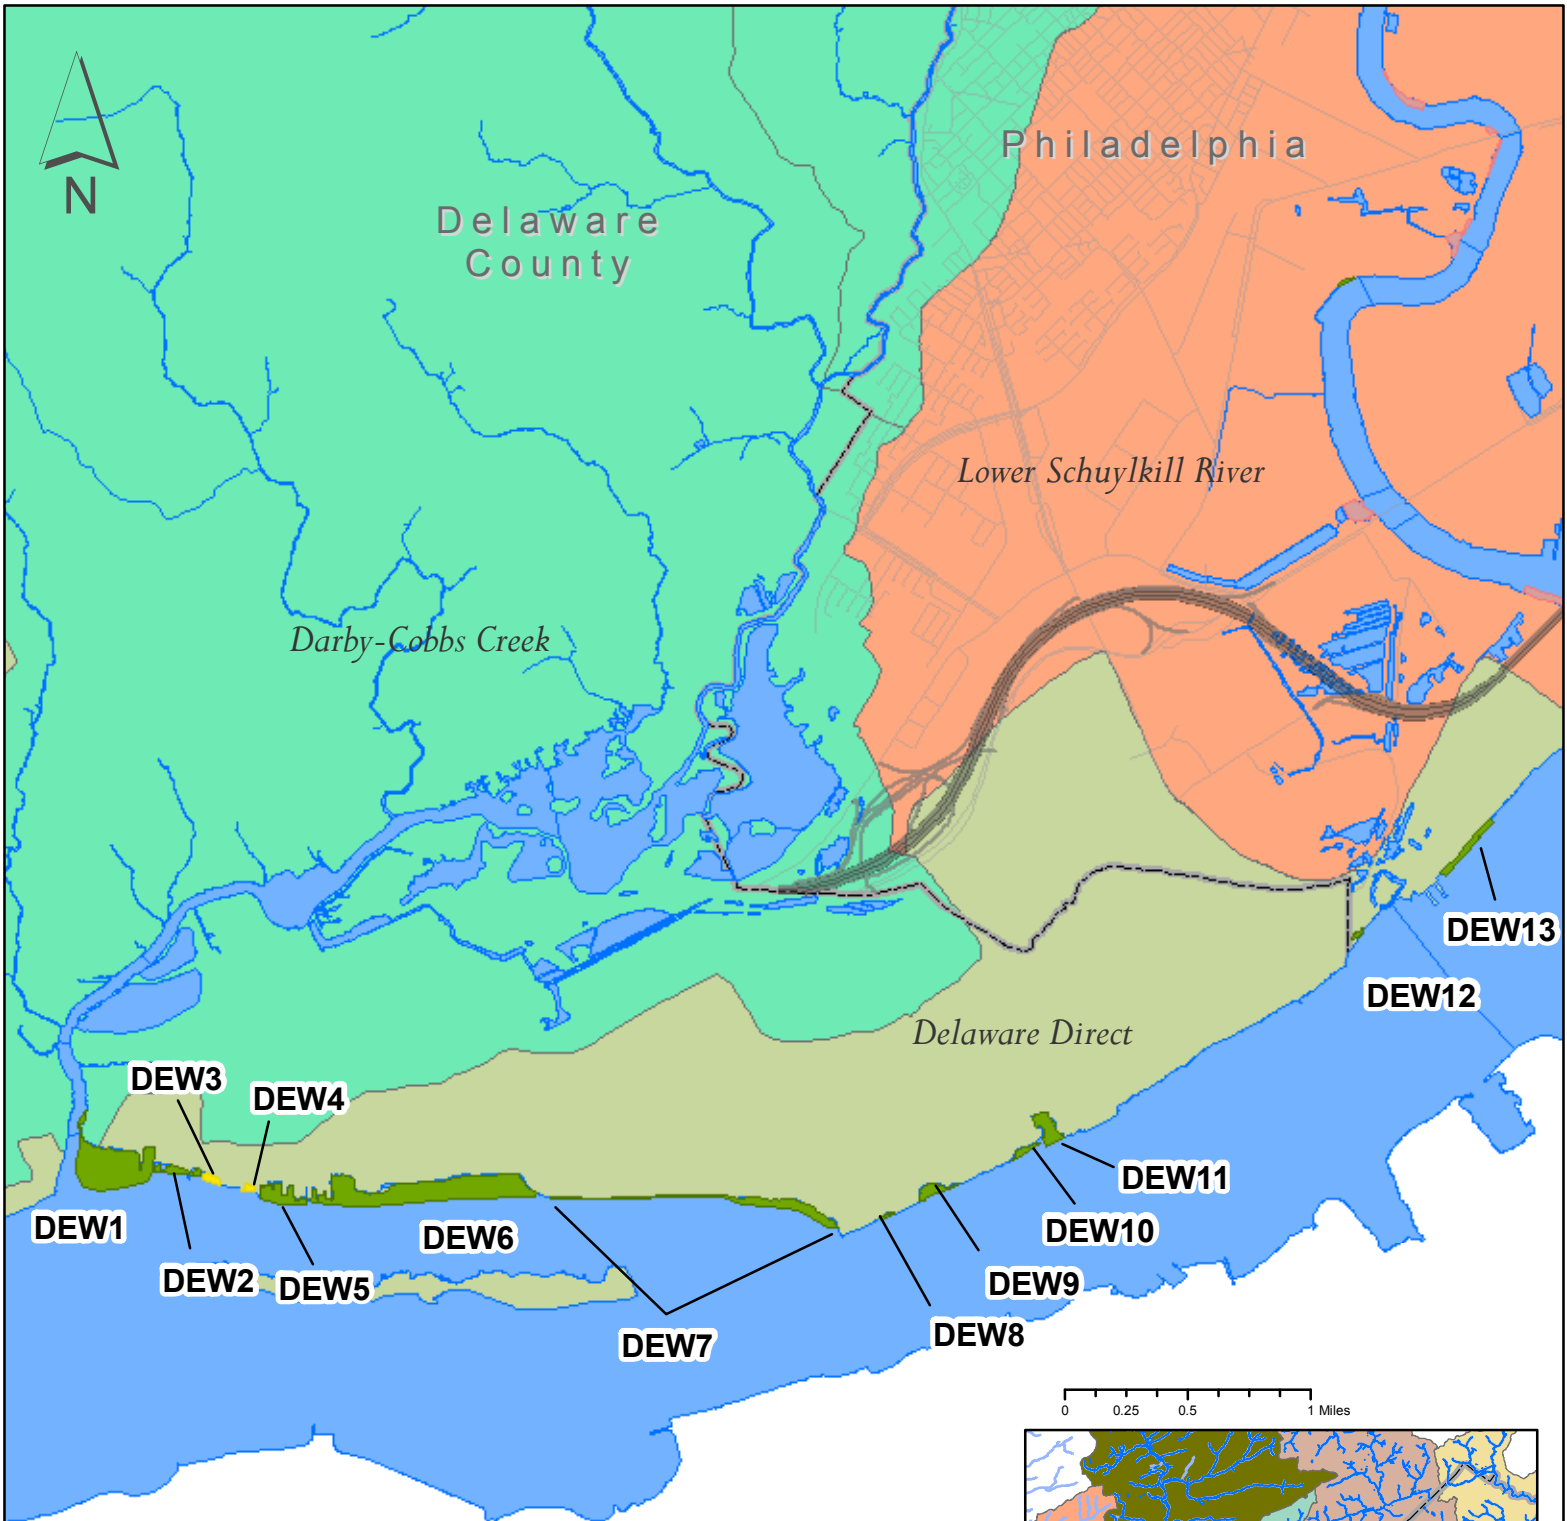 N
Philadelphia
Delaware
County
Lower Schuylkill River
Darby-Cobbs Creek
DEW13
DEW12
Delaware Direct
DEW3
DEW4
DEW11
DEW1
DEW10
DEW6
DEW2
DEW5
DEW9
DEW7
DEW8
0 0.25 0.5 1 Miles